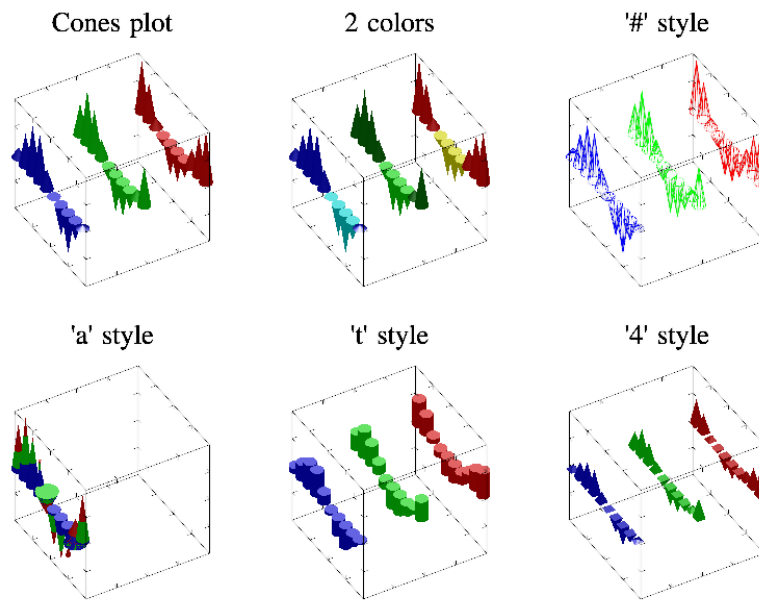 Cones plot
2 colors
'#' style
'a' style
't' style
'4' style